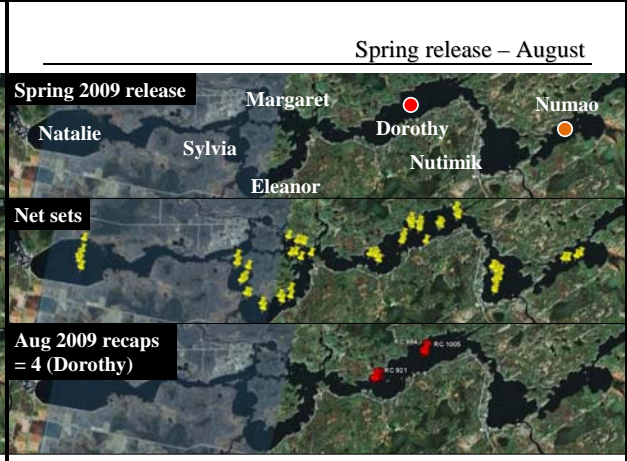 Spring release – August
Spring 2009 release
Margaret
Numao
Natalie
Dorothy
Sylvia
Nutimik
Eleanor
Net sets
Aug 2009 recaps
= 4 (Dorothy)
RC 1005
RC 921